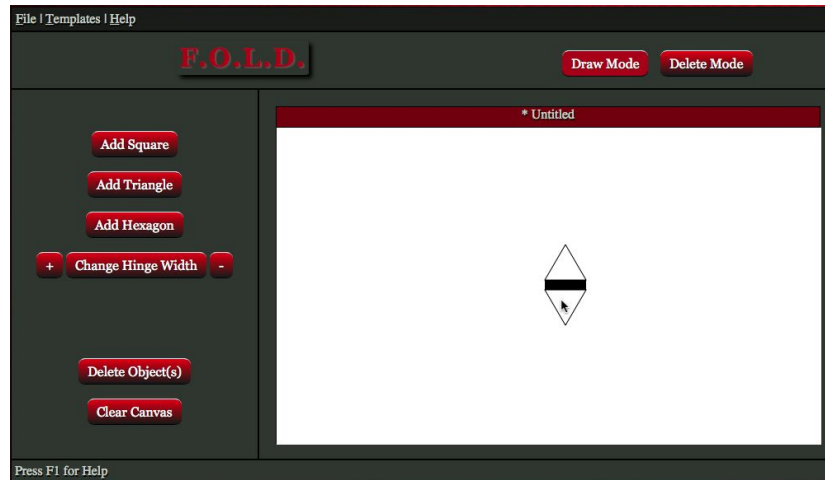 File | Templates | Help
F.O.L.D.
Draw Mode
Delete Mode
* Untitled
Add Square
Add Triangle
Add Hexagon
+ Change Hinge Width -
Delete Object(s)
Clear Canvas
Press F1 for Help